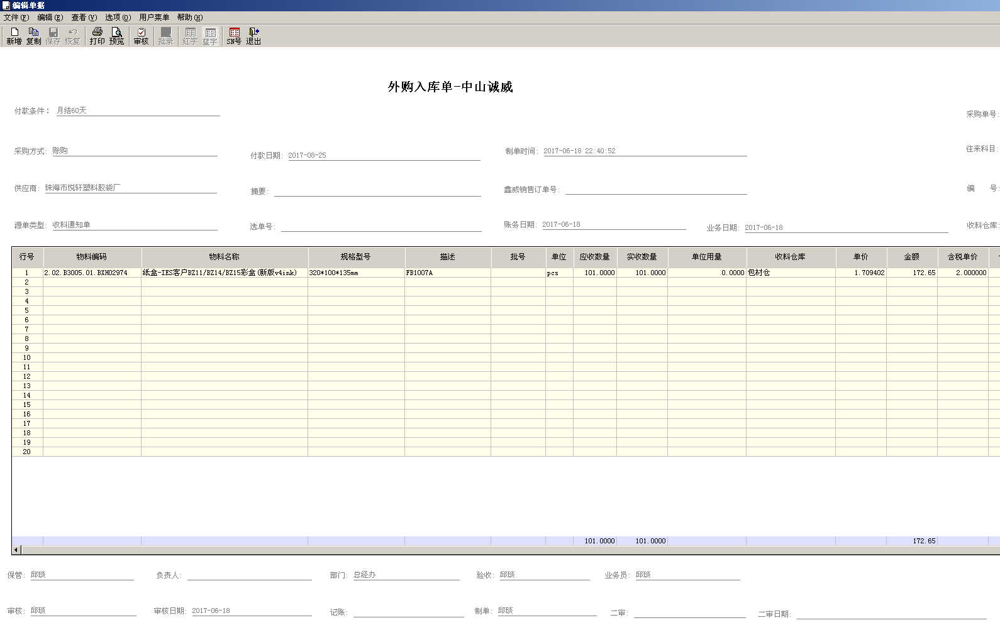 编辑单据
文件(F) 编辑(E) 查看(V) 选项(O) 用户菜单 帮助(H)
新增 复制 保存 恢复 打印 预览 审核 批录 红字 蓝字 SN号 退出
外购入库单-中山诚威
付款条件： 月结60天 采购单号:
采购方式: 赊购 付款日期: 2017-08-25 制单时间: 2017-06-18 22:40:52 往来科目:
供应商: 珠海市悦轩塑料胶袋厂 摘要: 鑫威销售订单号: 编 号:
源单类型: 收料通知单 选单号: 账务日期: 2017-06-18 业务日期: 2017-06-18 收料仓库:
行号 物料编码 物料名称 规格型号 描述 批号 单位 应收数量 实收数量 单位用量 收料仓库 单价 金额 含税单价
1 2.02.B3005.01.BXH02974 纸盒-IES客户BZ11/BZ14/BZ15彩盒(新版v4ink) 320*100*135mm FB1007A pcs 101.0000 101.0000 0.0000 包材仓 1.709402 172.65 2.000000
2
3
4
5
6
7
8
9
10
11
12
13
14
15
16
17
18
19
20
101.0000 101.0000 172.65
保管: 邱琰 负责人: 部门: 总经办 验收: 邱琰 业务员: 邱琰
审核: 邱琰 审核日期: 2017-06-18 记账: 制单: 邱琰 二审: 二审日期: